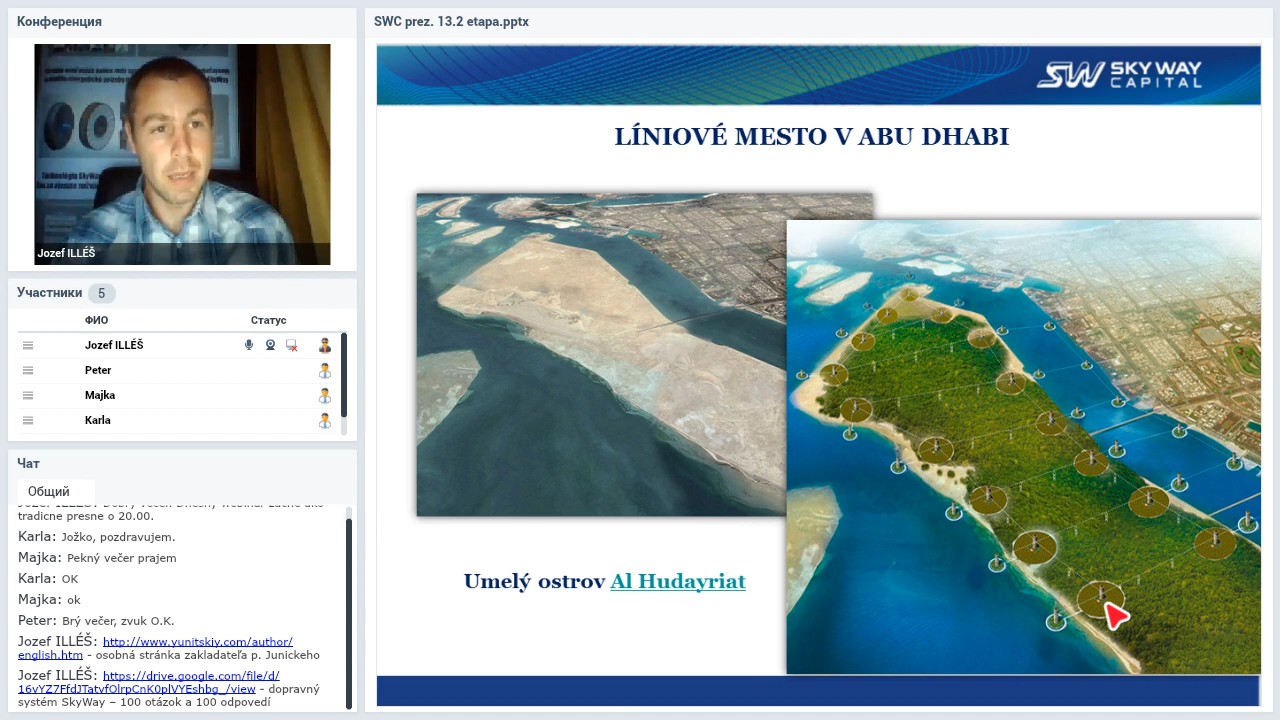 Конференция
Jozef ILLÉŠ
Участники 5
ФИО Статус
Jozef ILLÉŠ
Peter
Majka
Karla
Чат
Общий
tradicne presne o 20.00.
Karla: Jožko, pozdravujem.
Majka: Pekný večer prajem
Karla: OK
Majka: ok
Peter: Brý večer, zvuk O.K.
Jozef ILLÉŠ: http://www.yunitskiy.com/author/
english.htm - osobná stránka zakladateľa p. Junického
Jozef ILLÉŠ: https://drive.google.com/file/d/
- dopravný
systém SkyWay – 100 otázok a 100 odpovedí
SWC prez. 13.2 etapa.pptx
SW SKY WAY
CAPITAL
LÍNIOVÉ MESTO V ABU DHABI
Umelý ostrov Al Hudayriat